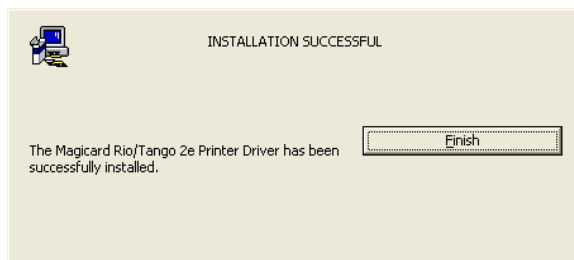 INSTALLATION SUCCESSFUL
The Magicard Rio/Tango 2e Printer Driver has been
successfully installed.
Finish